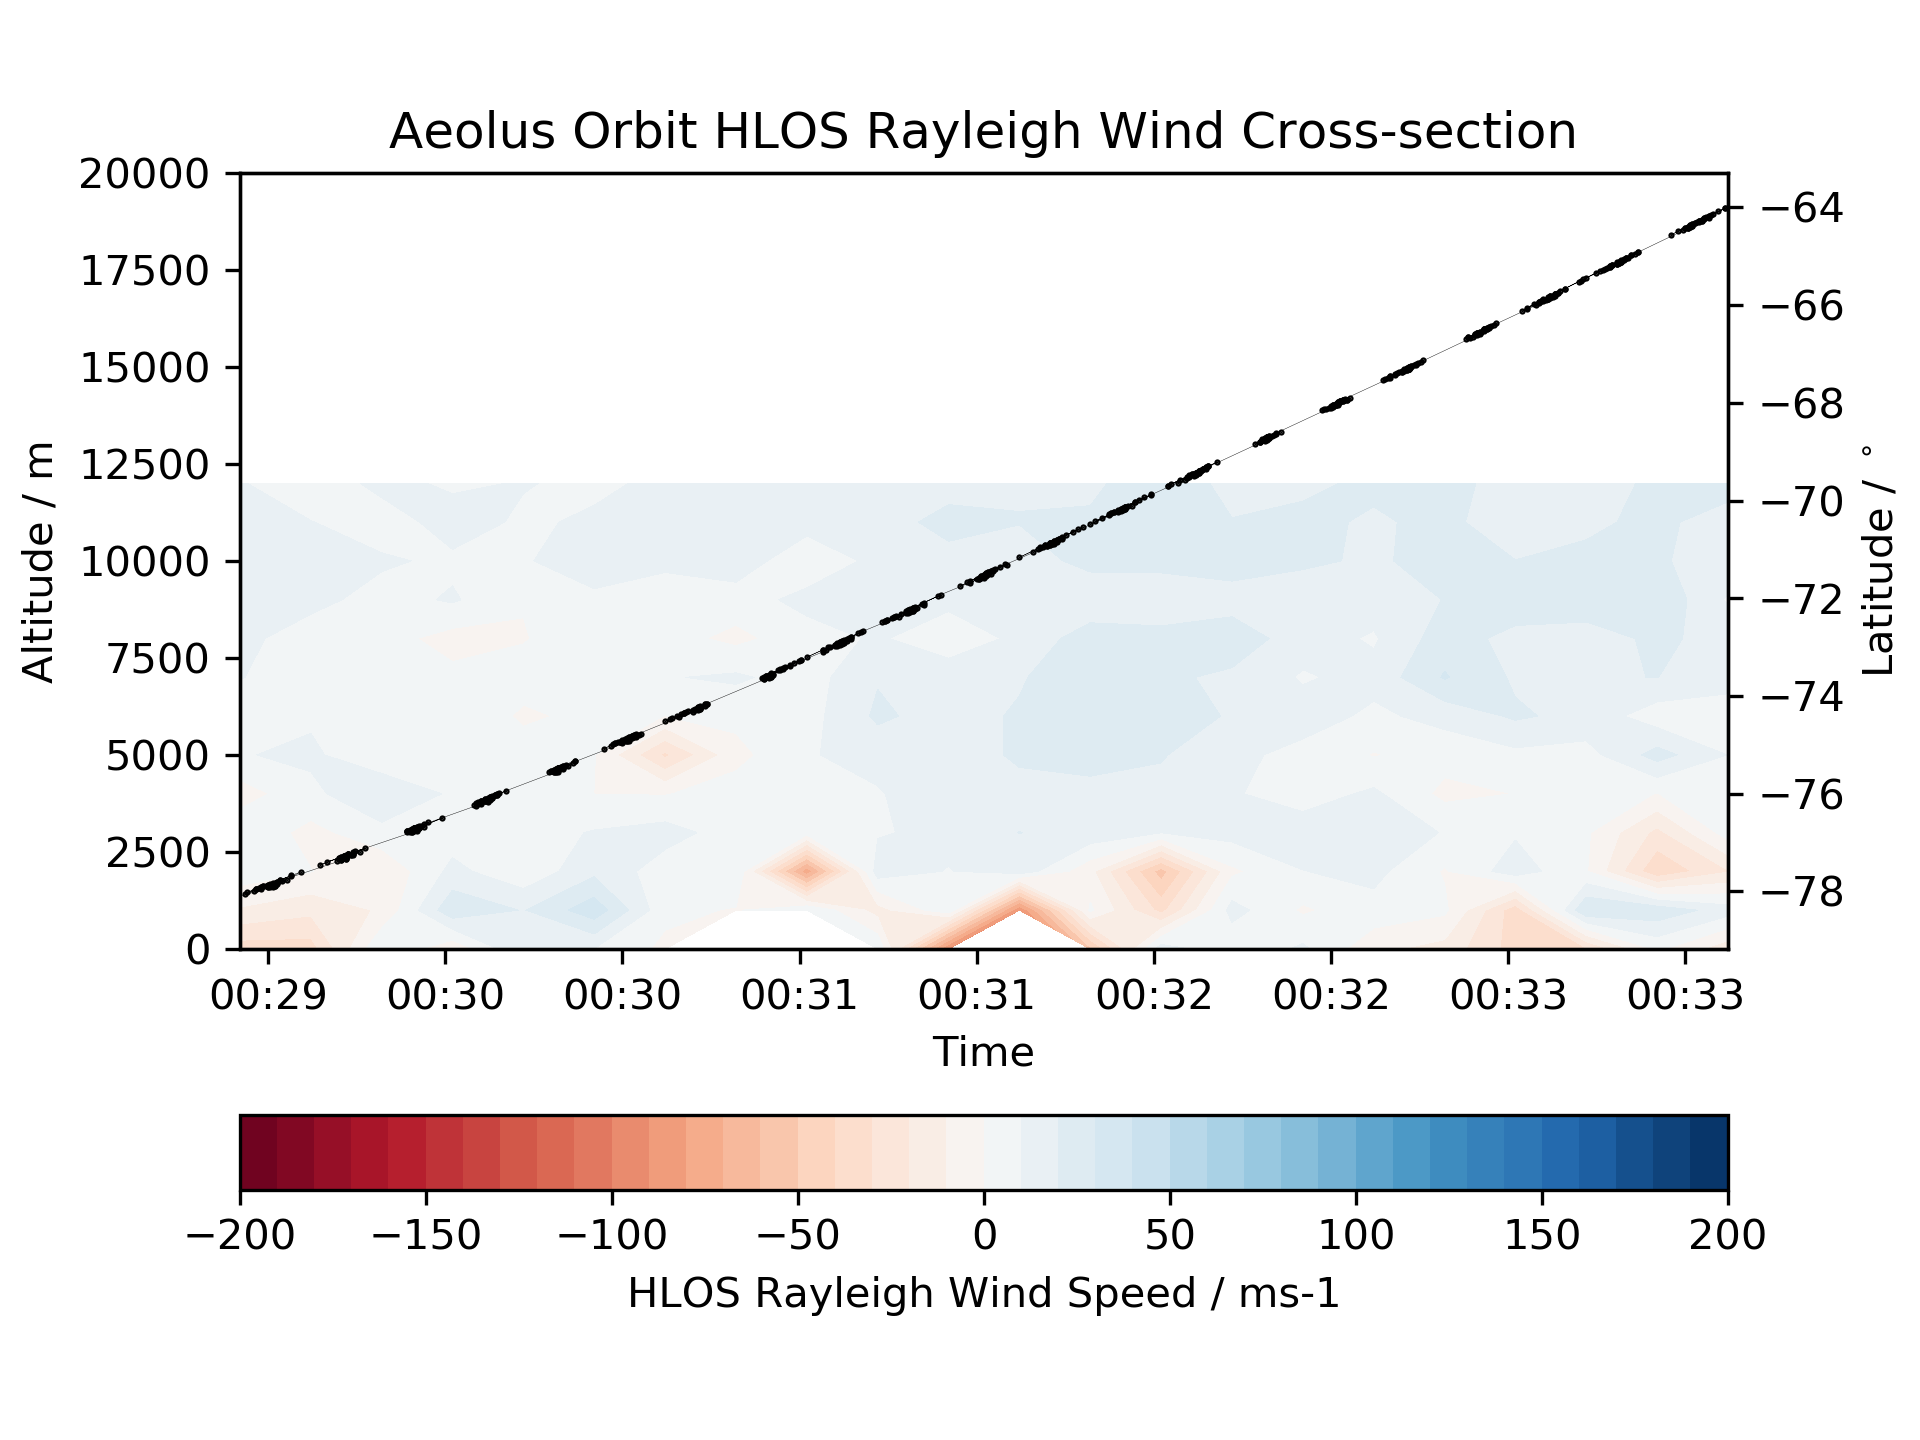 Aeolus Orbit HLOS Rayleigh Wind Cross-section
20000
17500
15000
12500
10000
7500
5000
2500
0
Altitude / m
−64
−66
−68
−70
−72
−74
−76
−78
Latitude / °
00:29 00:30 00:30 00:31 00:31 00:32 00:32 00:33 00:33
Time
−200 −150 −100 −50 0 50 100 150 200
HLOS Rayleigh Wind Speed / ms-1